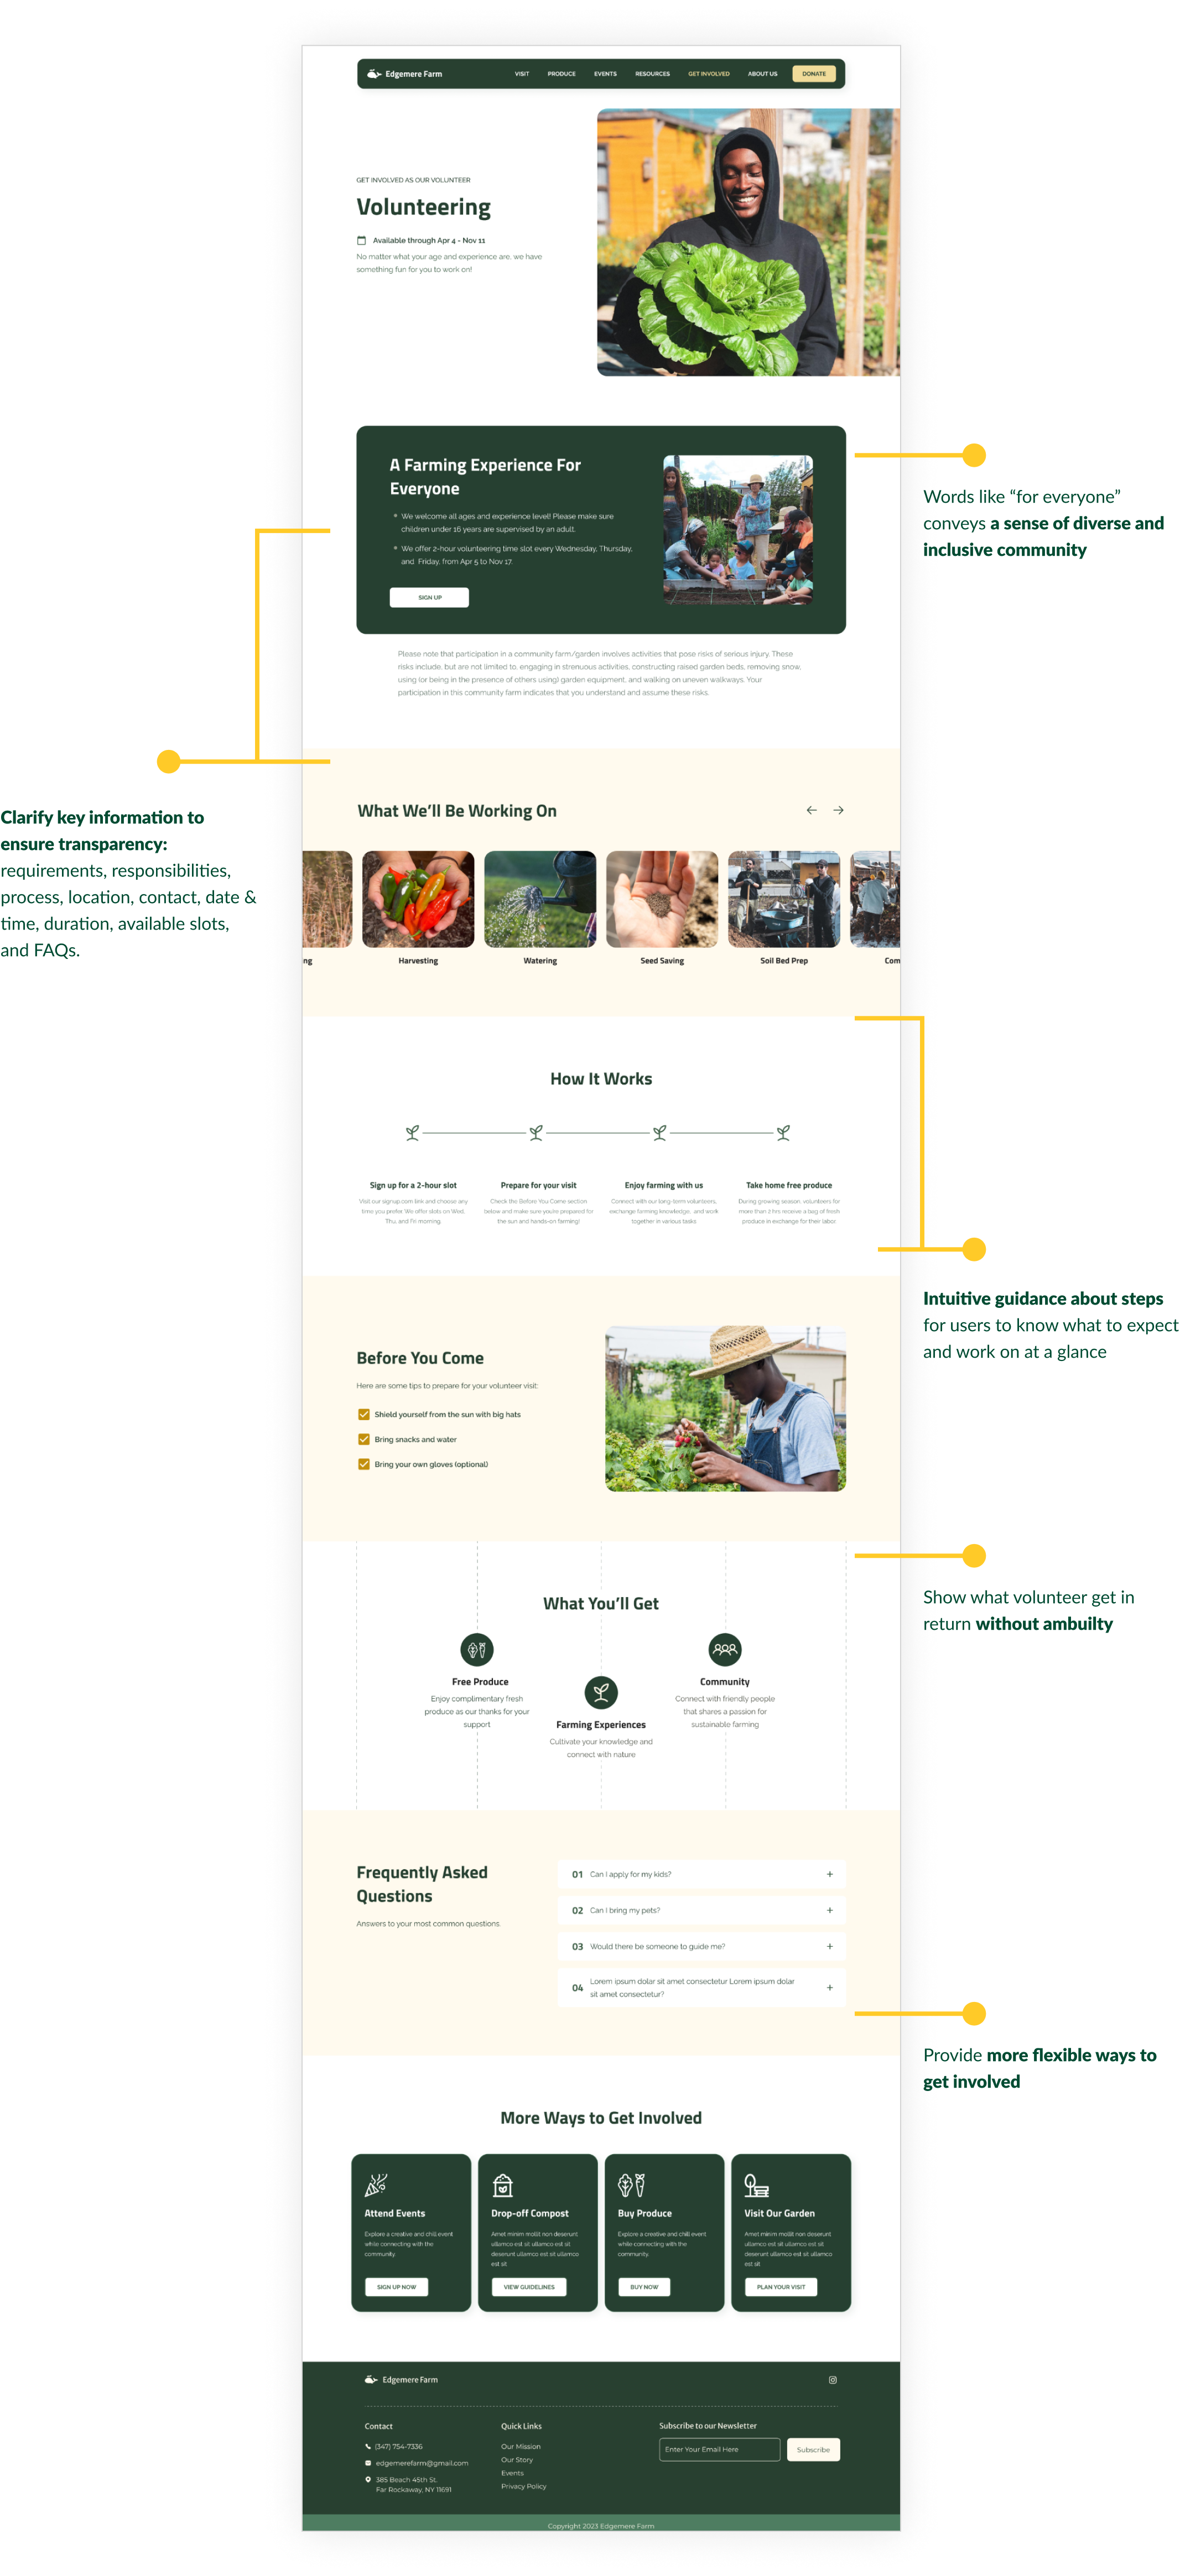 Edgemere Farm
VISIT
PRODUCE
EVENTS
RESOURCES
GET INVOLVED
ABOUT US
DONATE
GET INVOLVED AS OUR VOLUNTEER
Volunteering
Available through Apr 4 - Nov 11
No matter what your age and experience are, we have
something fun for you to work on!
A Farming Experience For
Everyone
We welcome all ages and experience level! Please make sure
children under 16 years are supervised by an adult.
We offer 2-hour volunteering time slot every Wednesday, Thursday,
and Friday, from Apr 5 to Nov 17.
SIGN UP
Words like “for everyone”
conveys a sense of diverse and
inclusive community
Please note that participation in a community farm/garden involves activities that pose risks of serious injury. These
risks include, but are not limited to, engaging in strenuous activities, constructing raised garden beds, removing snow,
using (or being in the presence of others using) garden equipment, and walking on uneven walkways. Your
participation in this community farm indicates that you understand and assume these risks.
Clarify key information to
ensure transparency:
requirements, responsibilities,
process, location, contact, date &
time, duration, available slots,
and FAQs.
What We’ll Be Working On
ng
Harvesting
Watering
Seed Saving
Soil Bed Prep
Com
How It Works
Sign up for a 2-hour slot
Visit our signup.com link and choose any
time you prefer. We offer slots on Wed,
Thu, and Fri morning.
Prepare for your visit
Check the Before You Come section
below and make sure you're prepared for
the sun and hands-on farming!
Enjoy farming with us
Connect with our long-term volunteers,
exchange farming knowledge, and work
together in various tasks
Take home free produce
During growing season, volunteers for
more than 2 hrs receive a bag of fresh
produce in exchange for their labor.
Intuitive guidance about steps
for users to know what to expect
and work on at a glance
Before You Come
Here are some tips to prepare for your volunteer visit:
Shield yourself from the sun with big hats
Bring snacks and water
Bring your own gloves (optional)
Show what volunteer get in
return without ambuilty
What You’ll Get
Free Produce
Enjoy complimentary fresh
produce as our thanks for your
support
Farming Experiences
Cultivate your knowledge and
connect with nature
Community
Connect with friendly people
that shares a passion for
sustainable farming
Frequently Asked
Questions
Answers to your most common questions.
01 Can I apply for my kids? +
02 Can I bring my pets? +
03 Would there be someone to guide me? +
04 Lorem ipsum dolar sit amet consectetur Lorem ipsum dolar
sit amet consectetur? +
Provide more flexible ways to
get involved
More Ways to Get Involved
Attend Events
Explore a creative and chill event
while connecting with the
community.
SIGN UP NOW
Drop-off Compost
Amet minim mollit non deserunt
ullamco est sit ullamco est sit
deserunt ullamco est sit ullamco
est sit
VIEW GUIDELINES
Buy Produce
Explore a creative and chill event
while connecting with the
community.
BUY NOW
Visit Our Garden
Amet minim mollit non deserunt
ullamco est sit ullamco est sit
deserunt ullamco est sit ullamco
est sit
PLAN YOUR VISIT
Edgemere Farm
Contact
(347) 754-7336
edgemerefarm@gmail.com
385 Beach 45th St.
Far Rockaway, NY 11691
Quick Links
Our Mission
Our Story
Events
Privacy Policy
Subscribe to our Newsletter
Enter Your Email Here
Subscribe
Copyright 2023 Edgemere Farm